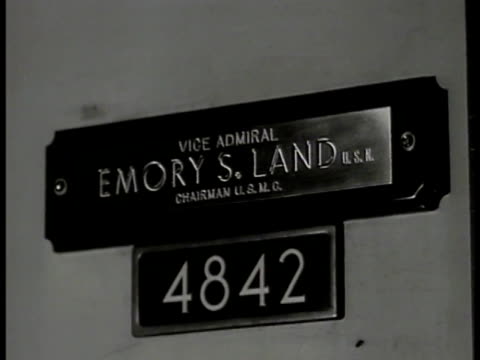 VICE ADMIRAL
EMORY S. LAND U.S.N.
CHAIRMAN U.S.M.C.
4842